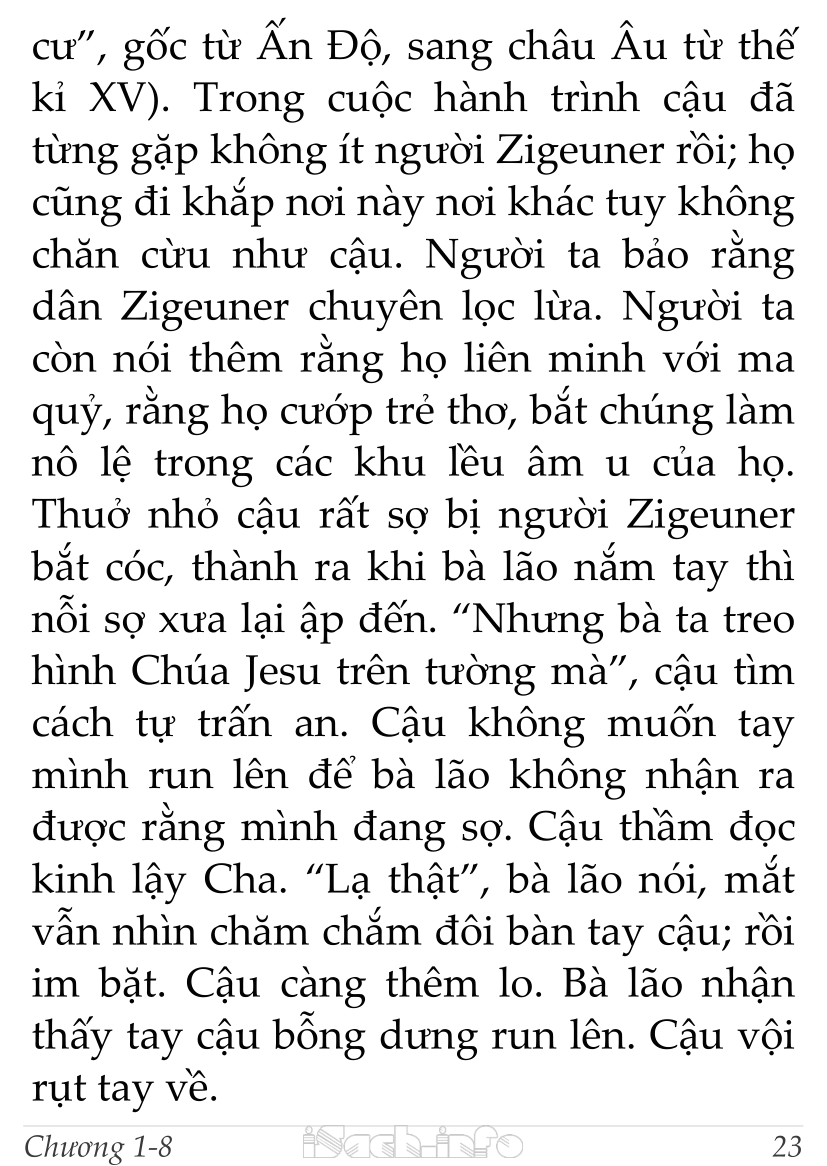 cư”, gốc từ Ấn Độ, sang châu Âu từ thế
kỉ XV). Trong cuộc hành trình cậu đã
từng gặp không ít người Zigeuner rồi; họ
cũng đi khắp nơi này nơi khác tuy không
chăn cừu như cậu. Người ta bảo rằng
dân Zigeuner chuyên lọc lừa. Người ta
còn nói thêm rằng họ liên minh với ma
quỷ, rằng họ cướp trẻ thơ, bắt chúng làm
nô lệ trong các khu lều âm u của họ.
Thuở nhỏ cậu rất sợ bị người Zigeuner
bắt cóc, thành ra khi bà lão nắm tay thì
nỗi sợ xưa lại ập đến. “Nhưng bà ta treo
hình Chúa Jesu trên tường mà”, cậu tìm
cách tự trấn an. Cậu không muốn tay
mình run lên để bà lão không nhận ra
được rằng mình đang sợ. Cậu thầm đọc
kinh lậy Cha. “Lạ thật”, bà lão nói, mắt
vẫn nhìn chăm chắm đôi bàn tay cậu; rồi
im bặt. Cậu càng thêm lo. Bà lão nhận
thấy tay cậu bỗng dưng run lên. Cậu vội
rụt tay về.
Chương 1-8 iSach.info 23